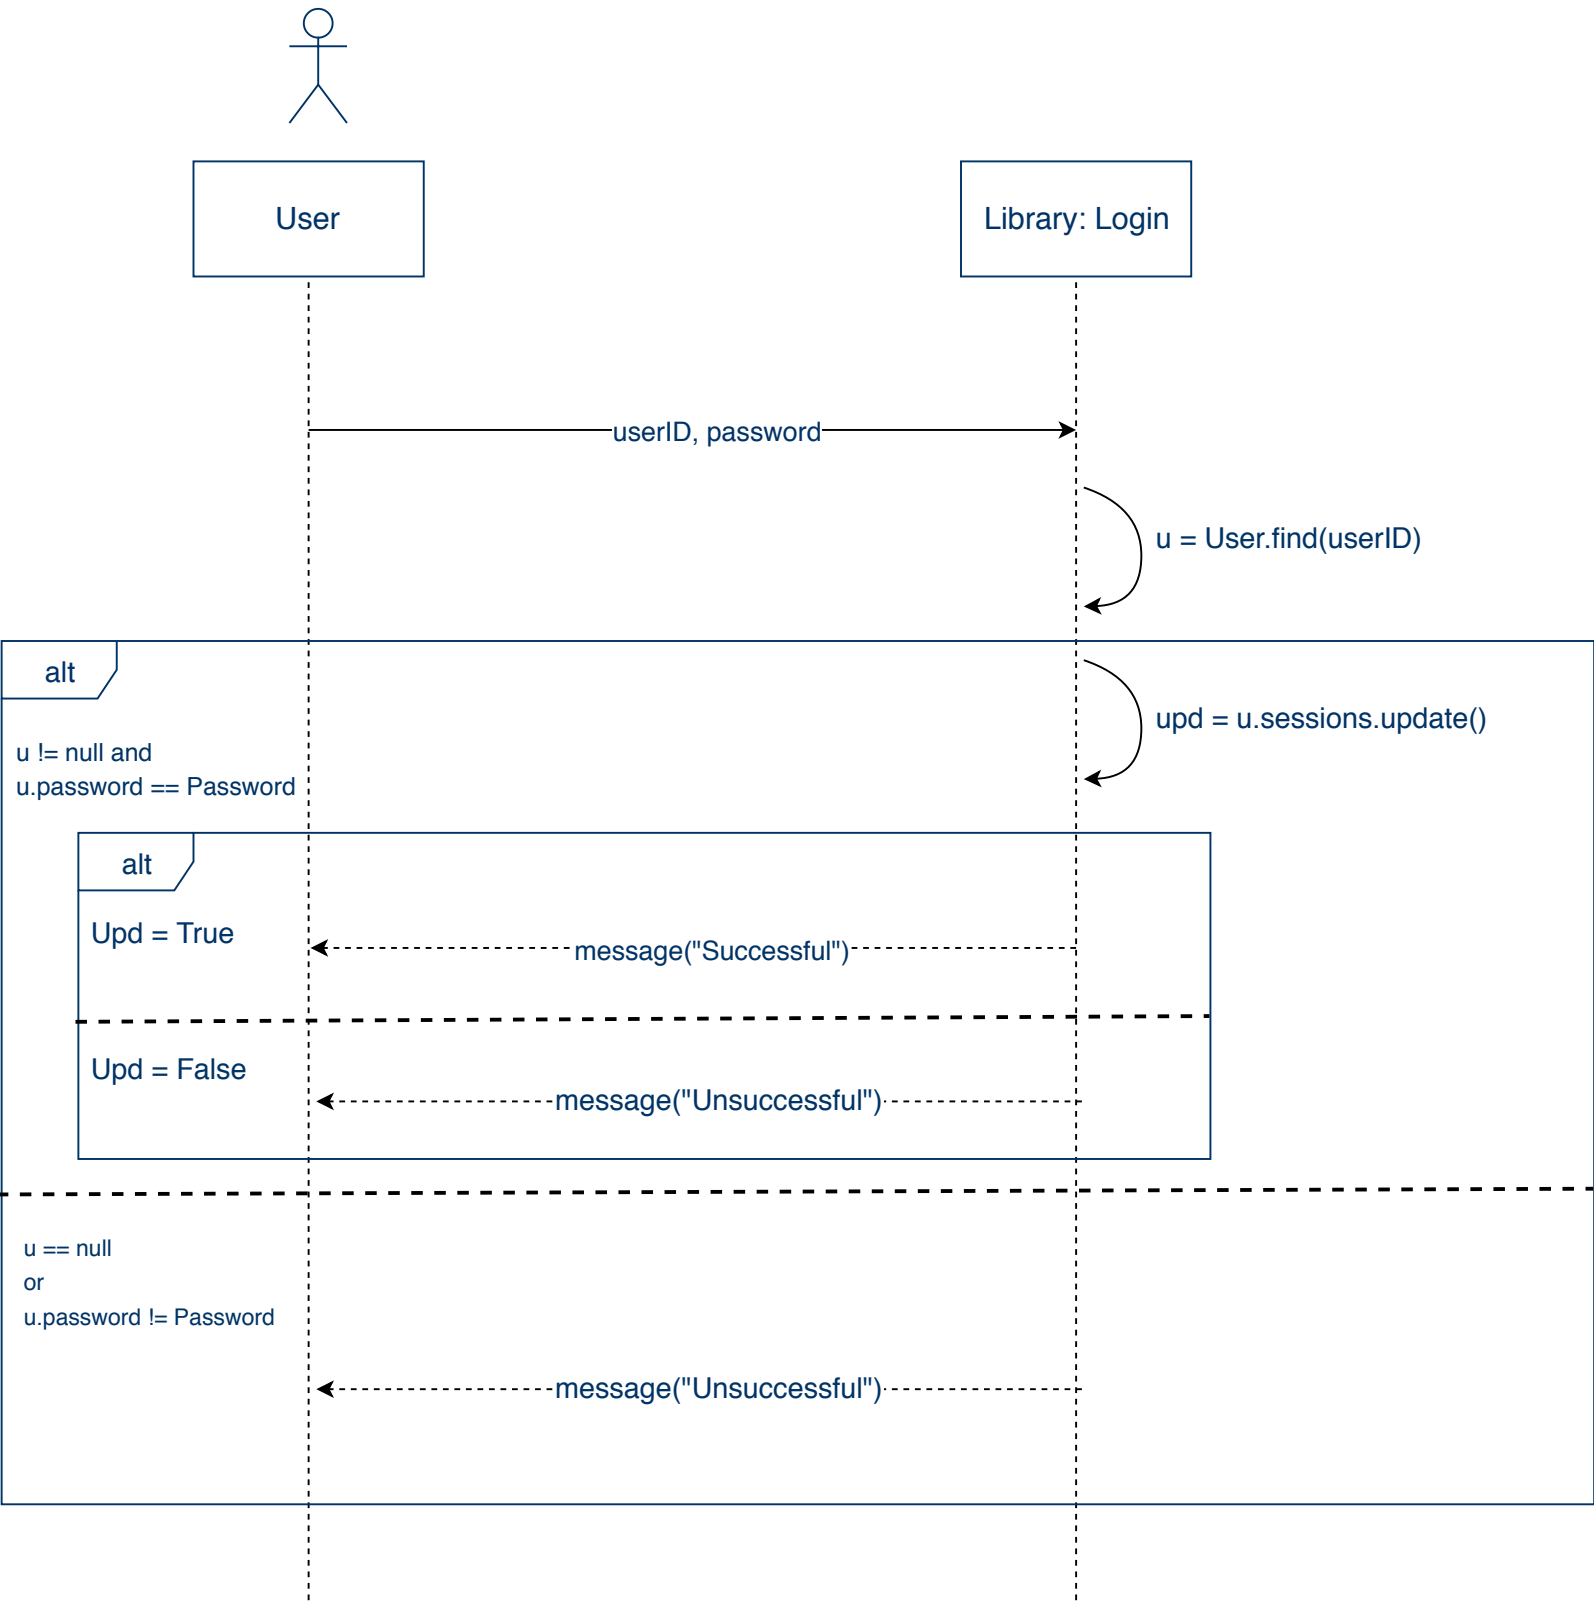 User
Library: Login
userID, password
u = User.find(userID)
alt
upd = u.sessions.update()
u != null and
u.password == Password
alt
Upd = True
message("Successful")
Upd = False
message("Unsuccessful")
u == null
or
u.password != Password
message("Unsuccessful")